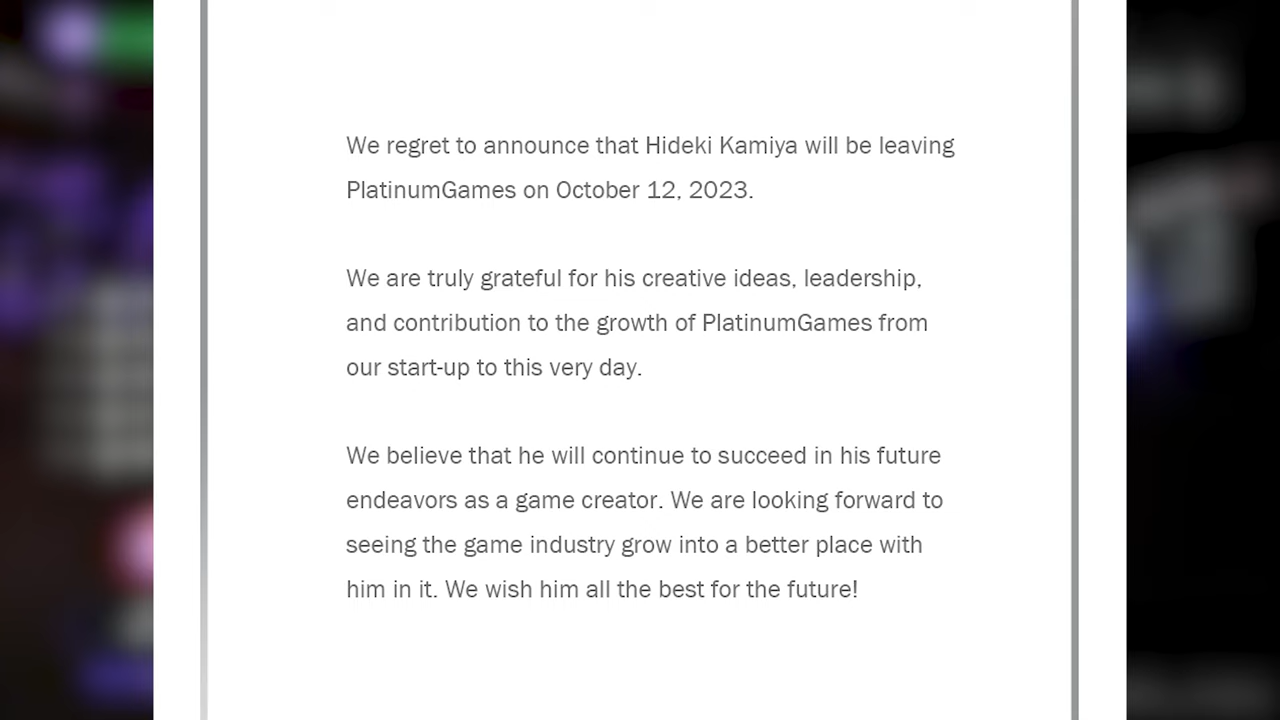 We regret to announce that Hideki Kamiya will be leaving
PlatinumGames on October 12, 2023.
We are truly grateful for his creative ideas, leadership,
and contribution to the growth of PlatinumGames from
our start-up to this very day.
We believe that he will continue to succeed in his future
endeavors as a game creator. We are looking forward to
seeing the game industry grow into a better place with
him in it. We wish him all the best for the future!